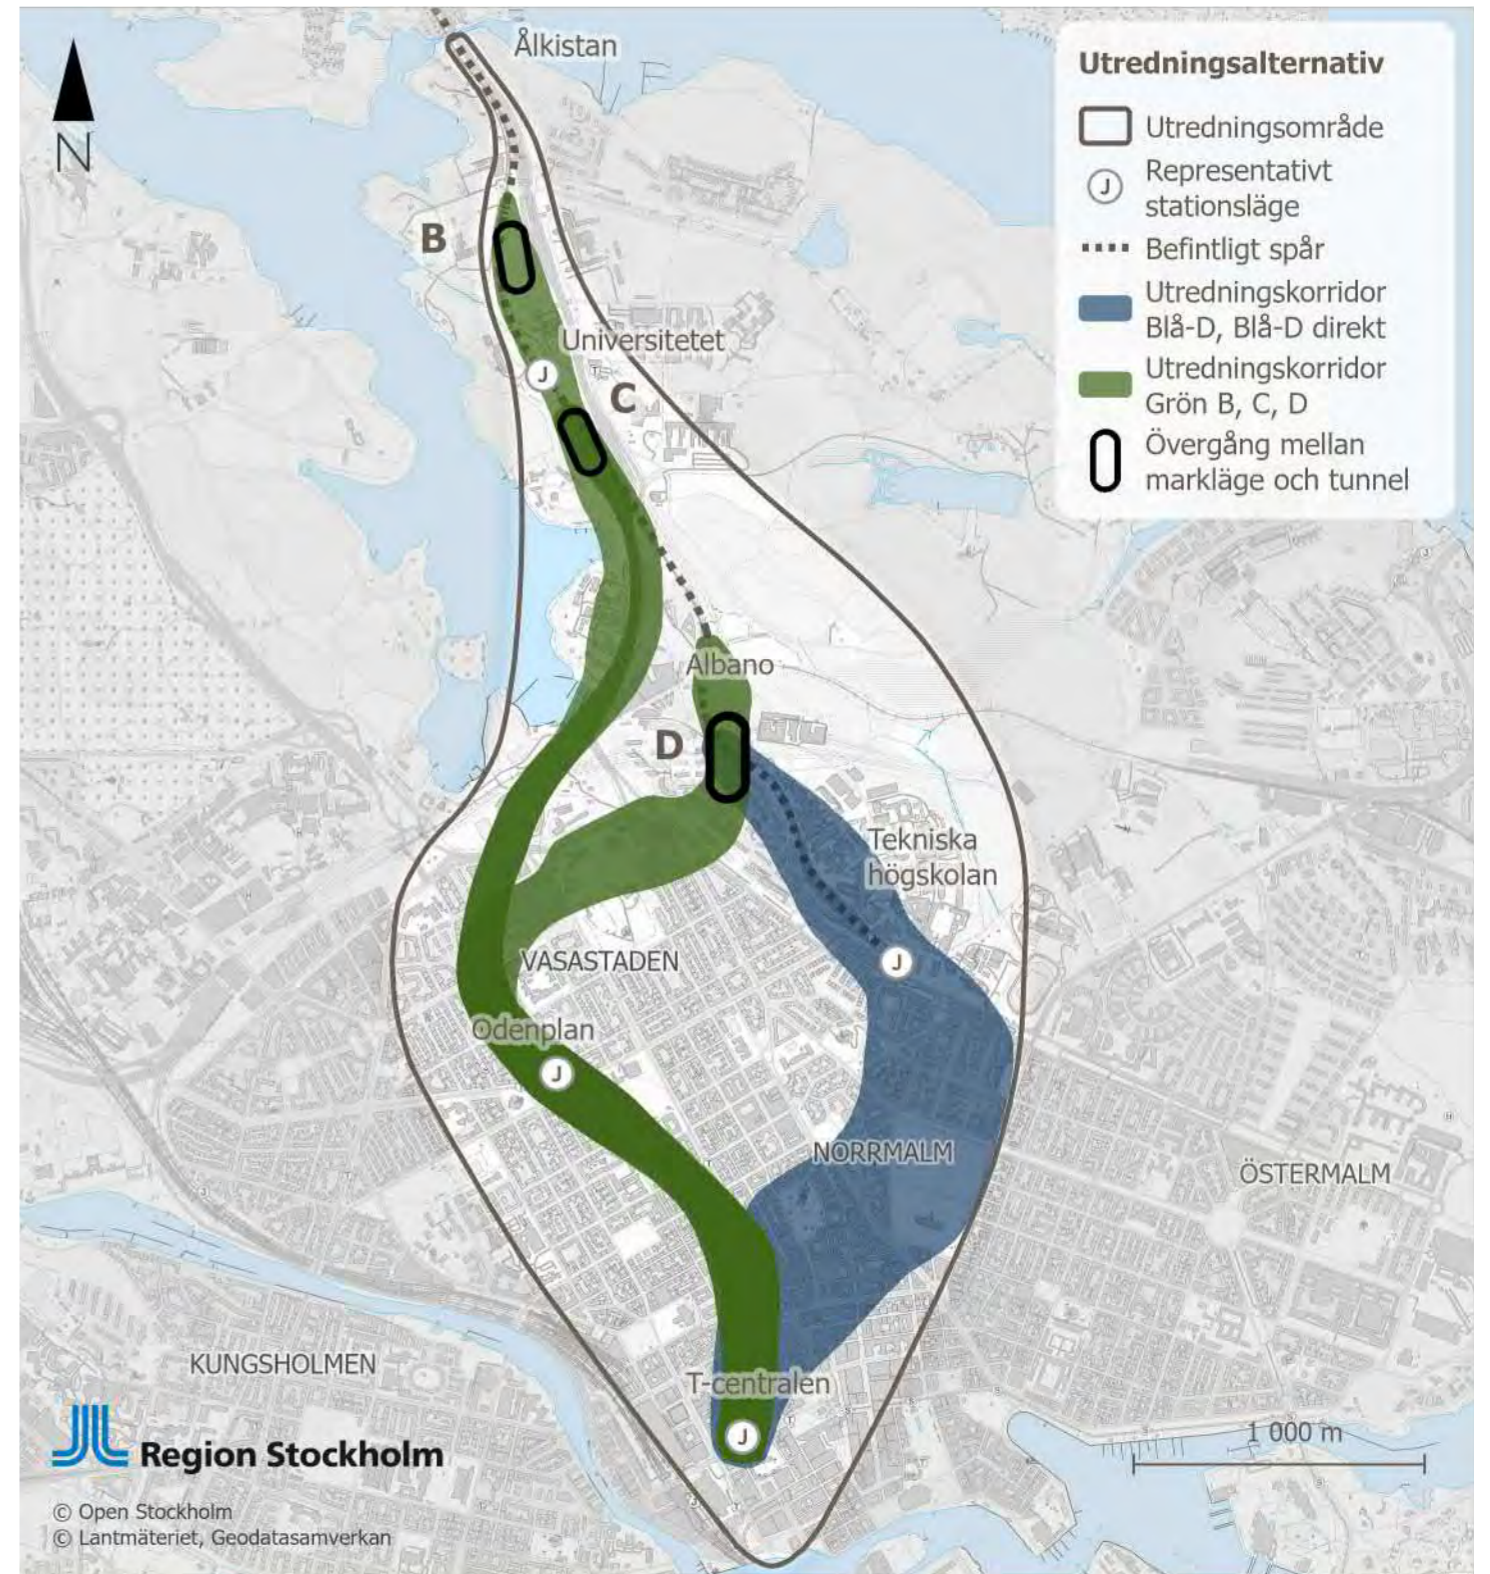 Ålkistan
Utredningsalternativ
Utredningsområde
J
Representativt
stationsläge
Befintligt spår
Utredningskorridor
Blå-D, Blå-D direkt
Utredningskorridor
Grön B, C, D
Övergång mellan
markläge och tunnel
N
B
Universitetet
J
C
Albano
D
Tekniska
högskolan
J
VASASTADEN
Odenplan
J
NORRMALM
ÖSTERMALM
KUNGSHOLMEN
T-centralen
J
1 000 m
Region Stockholm
© Open Stockholm
© Lantmäteriet, Geodatasamverkan